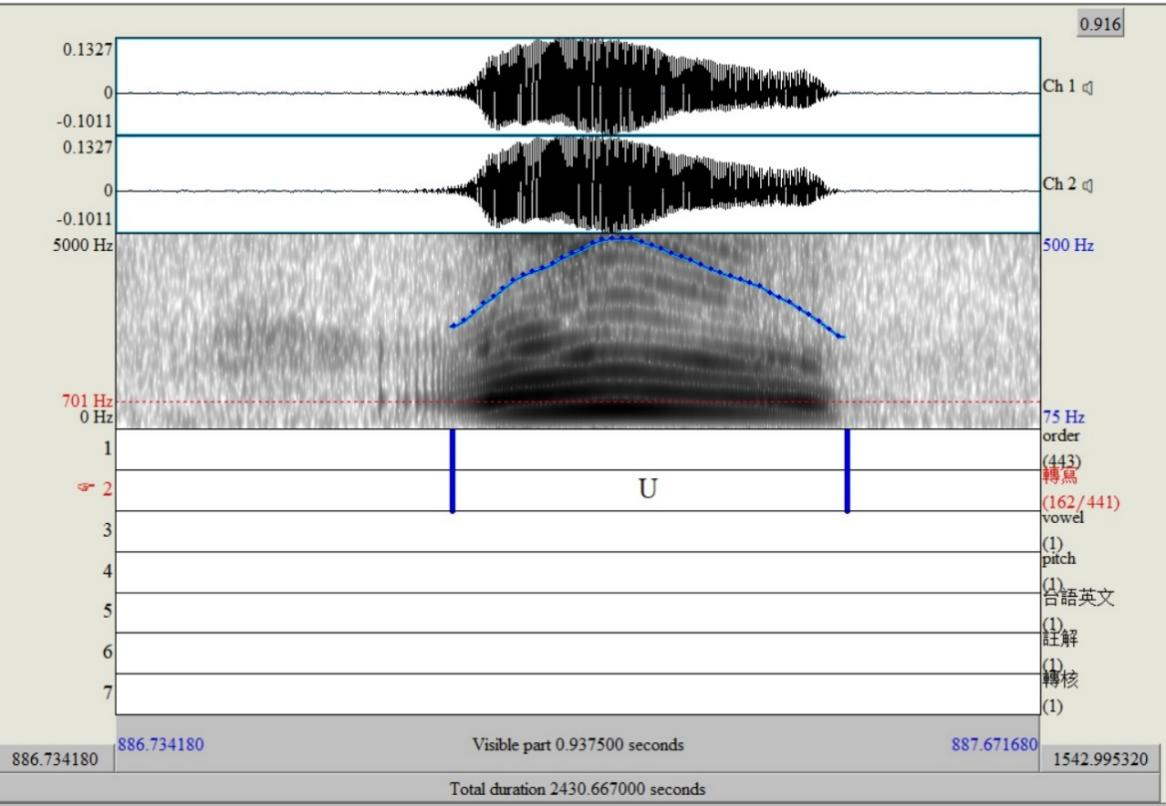 0.916
0.1327
0
-0.1011
Ch 1
0.1327
0
-0.1011
Ch 2
5000 Hz
500 Hz
701 Hz
0 Hz
75 Hz
1
order
(443)
2
U
轉寫
(162/441)
3
vowel
(1)
4
pitch
(1)
5
台語英文
(1)
6
註解
(1)
7
轉核
(1)
886.734180
886.734180
Visible part 0.937500 seconds
887.671680
1542.995320
Total duration 2430.667000 seconds